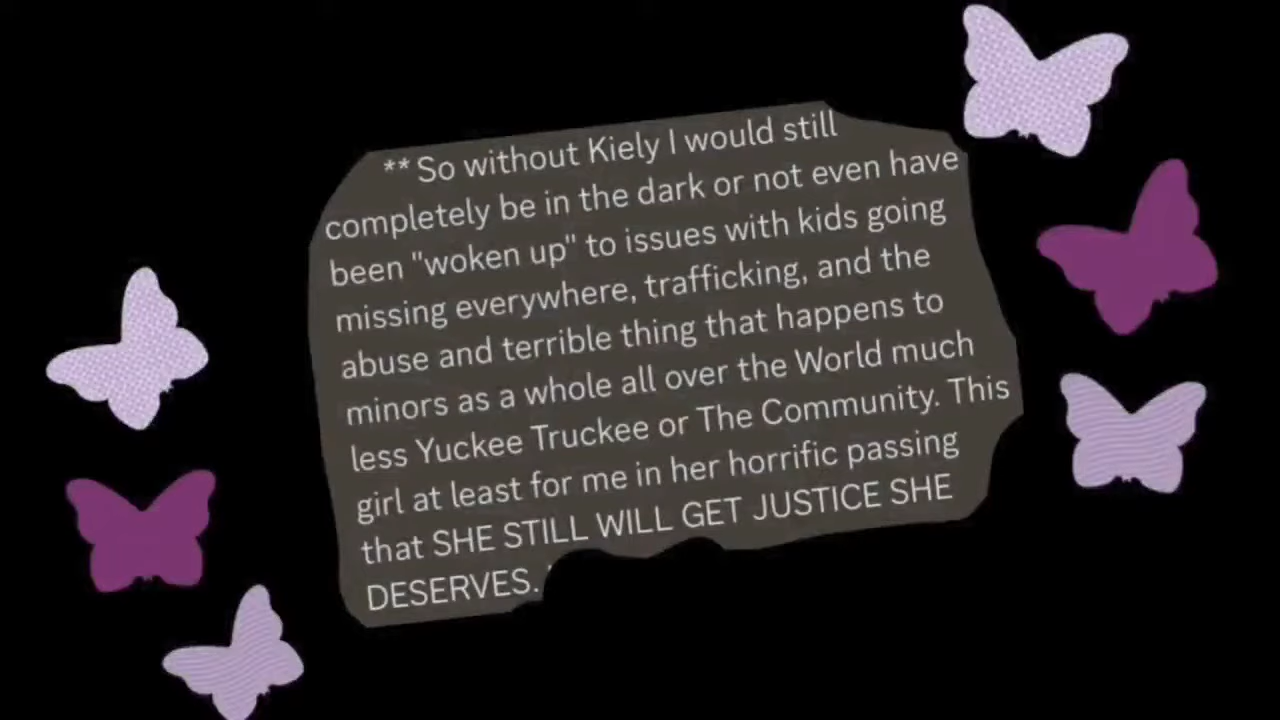 ** So without Kiely I would still
completely be in the dark or not even have
been "woken up" to issues with kids going
missing everywhere, trafficking, and the
abuse and terrible thing that happens to
minors as a whole all over the World much
less Yuckee Truckee or The Community. This
girl at least for me in her horrific passing
that SHE STILL WILL GET JUSTICE SHE
DESERVES.